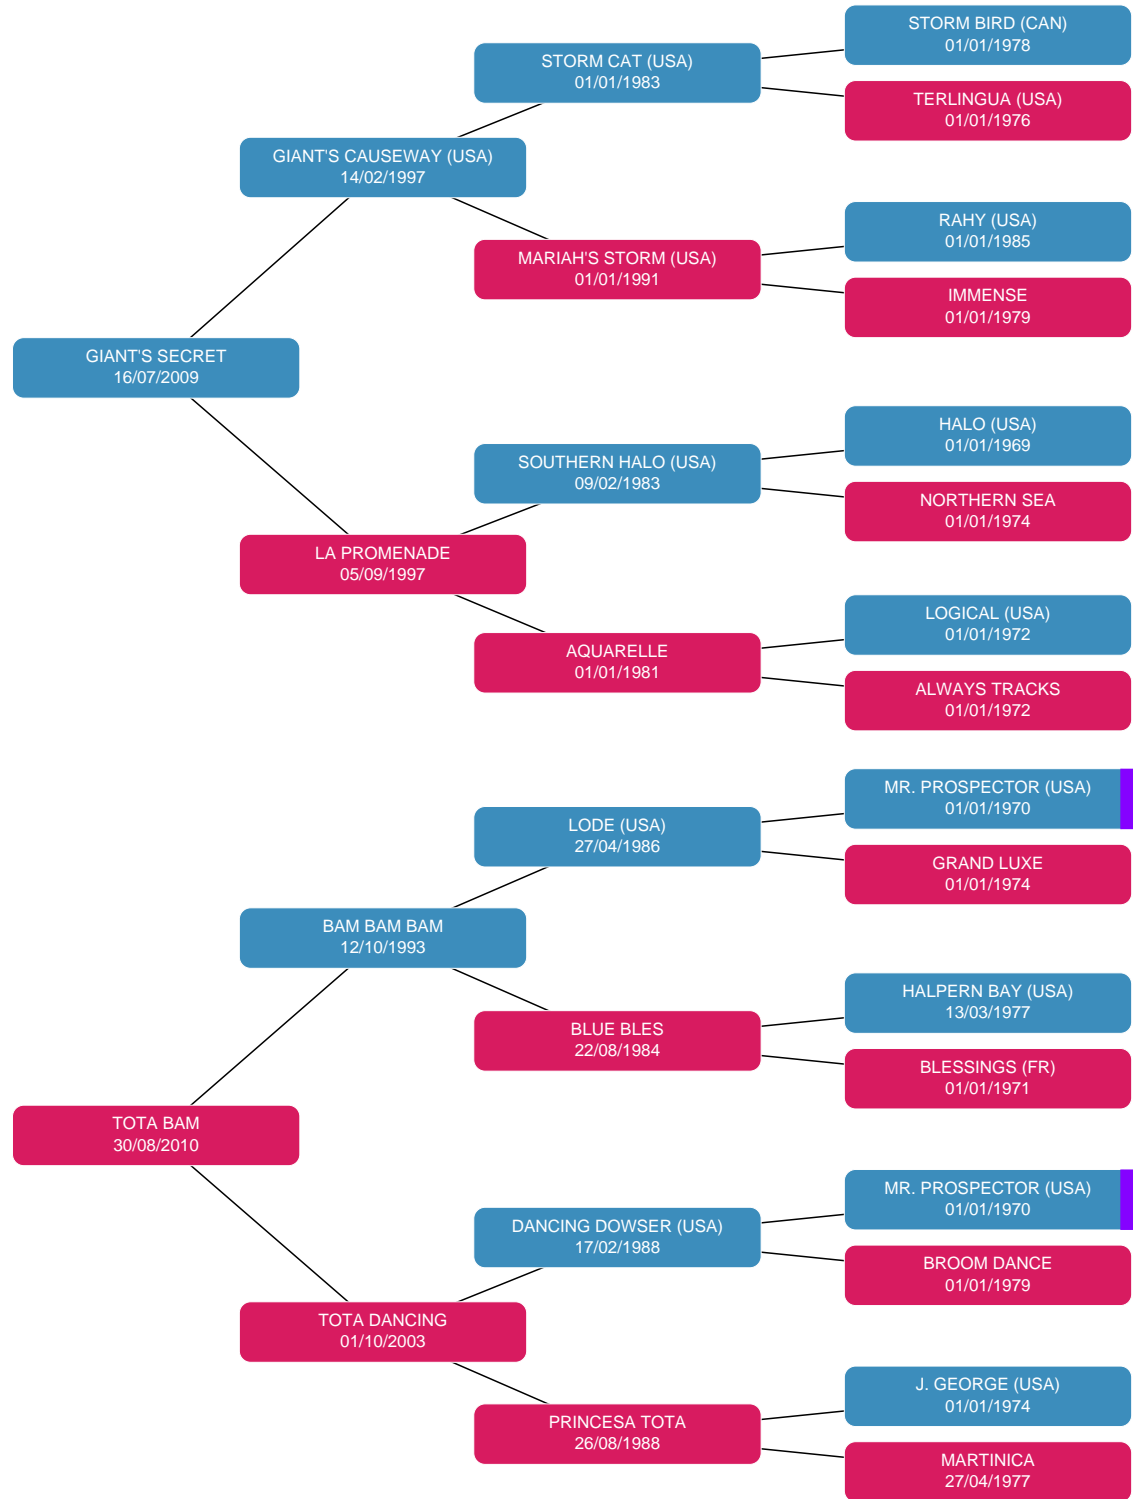 STORM BIRD (CAN)
01/01/1978
STORM CAT (USA)
01/01/1983
TERLINGUA (USA)
01/01/1976
GIANT'S CAUSEWAY (USA)
14/02/1997
RAHY (USA)
01/01/1985
MARIAH'S STORM (USA)
01/01/1991
IMMENSE
01/01/1979
GIANT'S SECRET
16/07/2009
HALO (USA)
01/01/1969
SOUTHERN HALO (USA)
09/02/1983
NORTHERN SEA
01/01/1974
LA PROMENADE
05/09/1997
LOGICAL (USA)
01/01/1972
AQUARELLE
01/01/1981
ALWAYS TRACKS
01/01/1972
MR. PROSPECTOR (USA)
01/01/1970
LODE (USA)
27/04/1986
GRAND LUXE
01/01/1974
BAM BAM BAM
12/10/1993
HALPERN BAY (USA)
13/03/1977
BLUE BLES
22/08/1984
BLESSINGS (FR)
01/01/1971
TOTA BAM
30/08/2010
MR. PROSPECTOR (USA)
01/01/1970
DANCING DOWSER (USA)
17/02/1988
BROOM DANCE
01/01/1979
TOTA DANCING
01/10/2003
J. GEORGE (USA)
01/01/1974
PRINCESA TOTA
26/08/1988
MARTINICA
27/04/1977